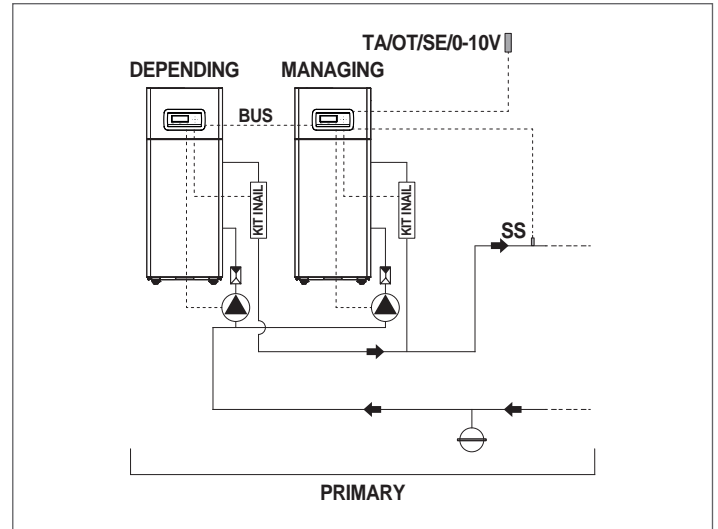 TA/OT/SE/0-10V
DEPENDING
MANAGING
BUS
KIT INAIL
KIT INAIL
SS
PRIMARY